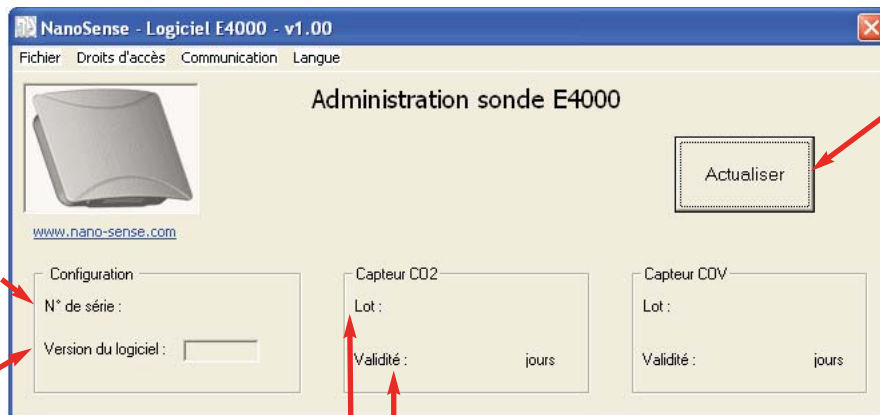 NanoSense - Logiciel E4000 - v1.00
Fichier Droits d'accès Communication Langue
Administration sonde E4000
Actualiser
www.nano-sense.com
Configuration
N° de série :
Version du logiciel :
Capteur CO2
Lot :
Validité : jours
Capteur COV
Lot :
Validité : jours